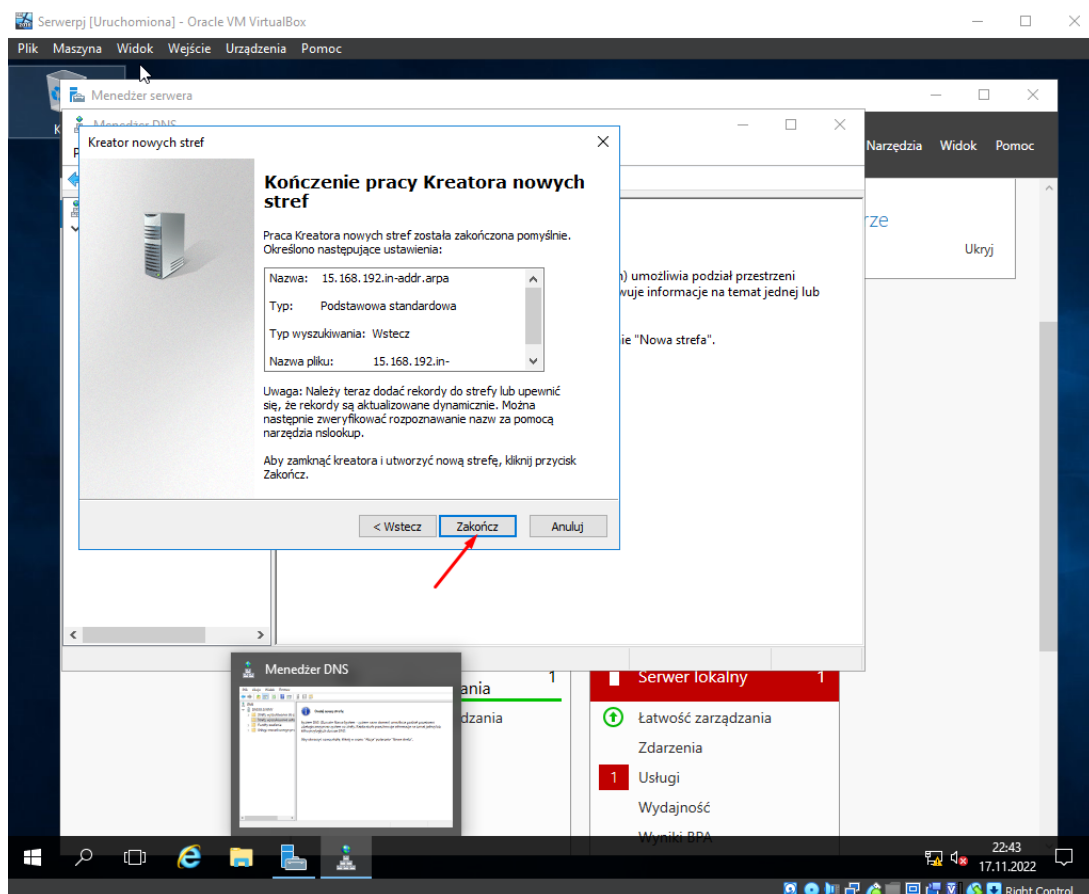 Serwerpj [Uruchomiona] - Oracle VM VirtualBox
Plik Maszyna Widok Wejście Urządzenia Pomoc
Menedżer serwera
Menedżer DNS
Kreator nowych stref
Narzędzia Widok Pomoc
Kończenie pracy Kreatora nowych
stref
Praca Kreatora nowych stref została zakończona pomyślnie.
Określono następujące ustawienia:
Nazwa: 15.168.192.in-addr.arpa
Typ: Podstawowa standardowa
Typ wyszukiwania: Wstecz
Nazwa pliku: 15.168.192.in-
Uwaga: Należy teraz dodać rekordy do strefy lub upewnić
się, że rekordy są aktualizowane dynamicznie. Można
następnie zweryfikować rozpoznawanie nazw za pomocą
narzędzia nslookup.
Aby zamknąć kreatora i utworzyć nową strefę, kliknij przycisk
Zakończ.
< Wstecz Zakończ Anuluj
rze
Ukryj
) umożliwia podział przestrzeni
wuje informacje na temat jednej lub
ie "Nowa strefa".
Menedżer DNS
ania 1
dzania
Serwer lokalny 1
Łatwość zarządzania
Zdarzenia
1 Usługi
Wydajność
Wyniki BPA
22:43
17.11.2022
Right Control